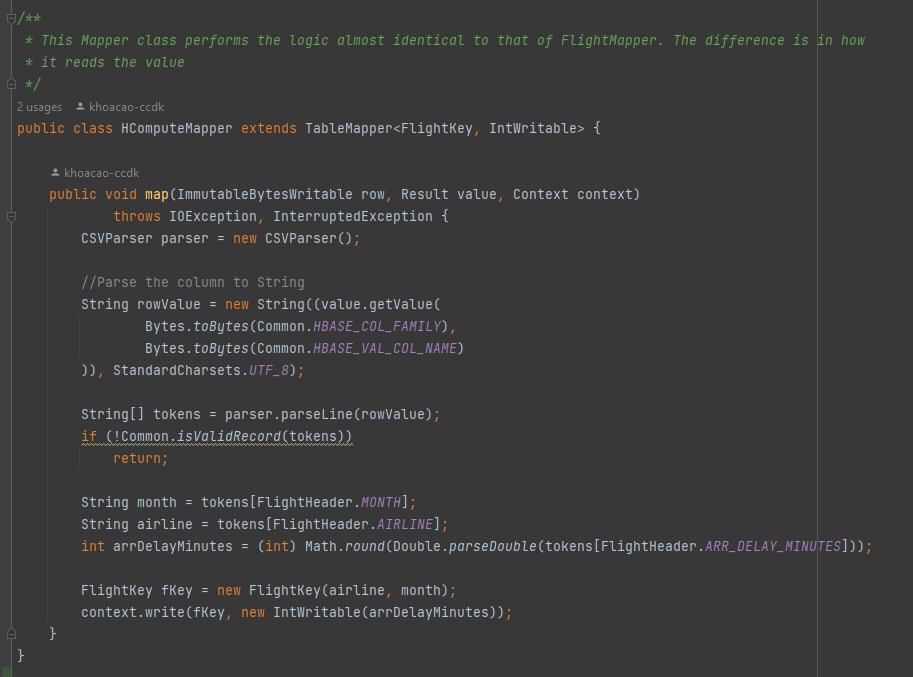 /**
 * This Mapper class performs the logic almost identical to that of FlightMapper. The difference is in how
 * it reads the value
 */
2 usages khoacao-ccdk
public class HComputeMapper extends TableMapper<FlightKey, IntWritable> {
khoacao-ccdk
    public void map(ImmutableBytesWritable row, Result value, Context context)
            throws IOException, InterruptedException {
        CSVParser parser = new CSVParser();
        //Parse the column to String
        String rowValue = new String((value.getValue(
                Bytes.toBytes(Common.HBASE_COL_FAMILY),
                Bytes.toBytes(Common.HBASE_VAL_COL_NAME)
        )), StandardCharsets.UTF_8);
        String[] tokens = parser.parseLine(rowValue);
        if (!Common.isValidRecord(tokens))
            return;
        String month = tokens[FlightHeader.MONTH];
        String airline = tokens[FlightHeader.AIRLINE];
        int arrDelayMinutes = (int) Math.round(Double.parseDouble(tokens[FlightHeader.ARR_DELAY_MINUTES]));
        FlightKey fKey = new FlightKey(airline, month);
        context.write(fKey, new IntWritable(arrDelayMinutes));
    }
}